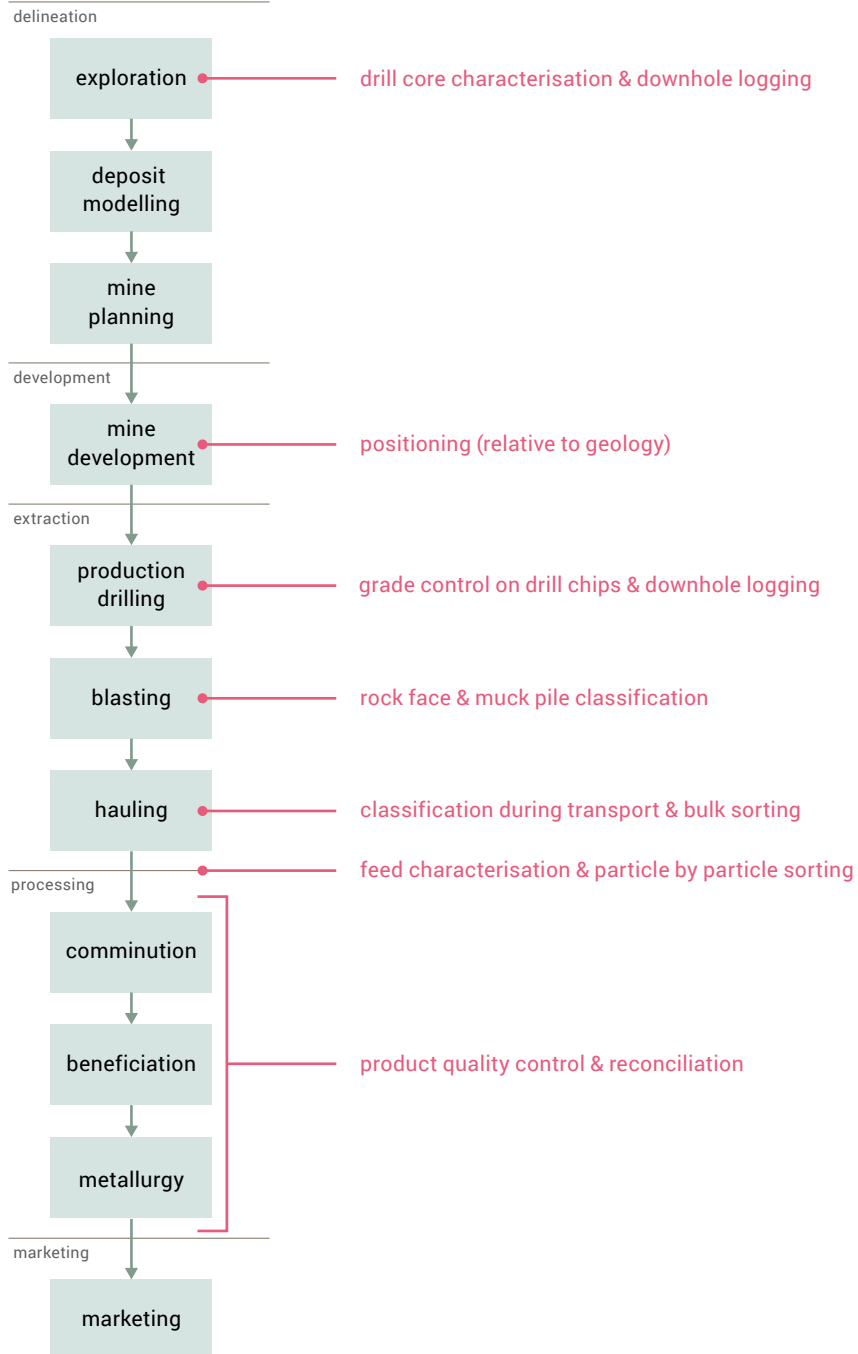 delineation
exploration
drill core characterisation & downhole logging
deposit
modelling
mine
planning
development
mine
development
positioning (relative to geology)
extraction
production
drilling
grade control on drill chips & downhole logging
blasting
rock face & muck pile classification
hauling
classification during transport & bulk sorting
feed characterisation & particle by particle sorting
processing
comminution
beneficiation
product quality control & reconciliation
metallurgy
marketing
marketing